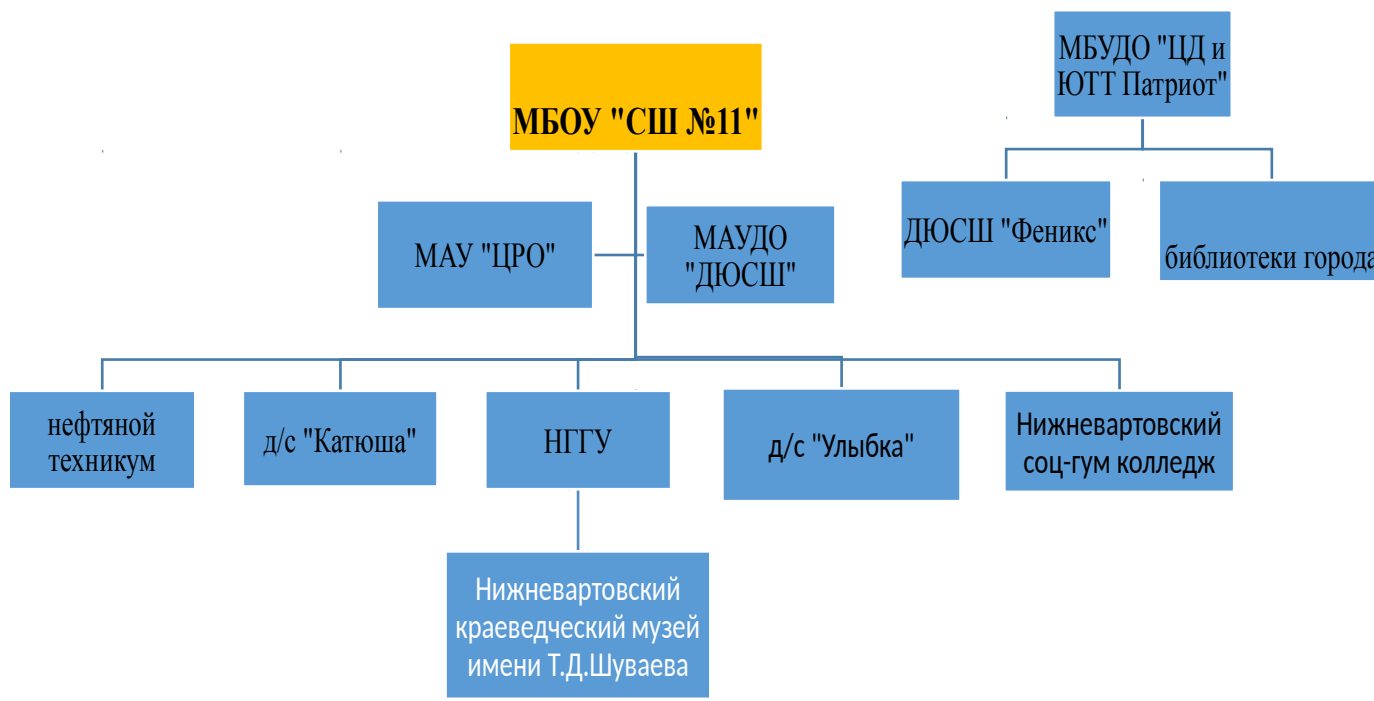 МБОУ "СШ №11"
МБУДО "ЦД и
ЮТТ Патриот"
МАУ "ЦРО"
МАУДО
"ДЮСШ"
ДЮСШ "Феникс"
библиотеки города
нефтяной
техникум
д/с "Катюша"
НГГУ
д/с "Улыбка"
Нижневартовский
соц-гум колледж
Нижневартовский
краеведческий музей
имени Т.Д.Шуваева